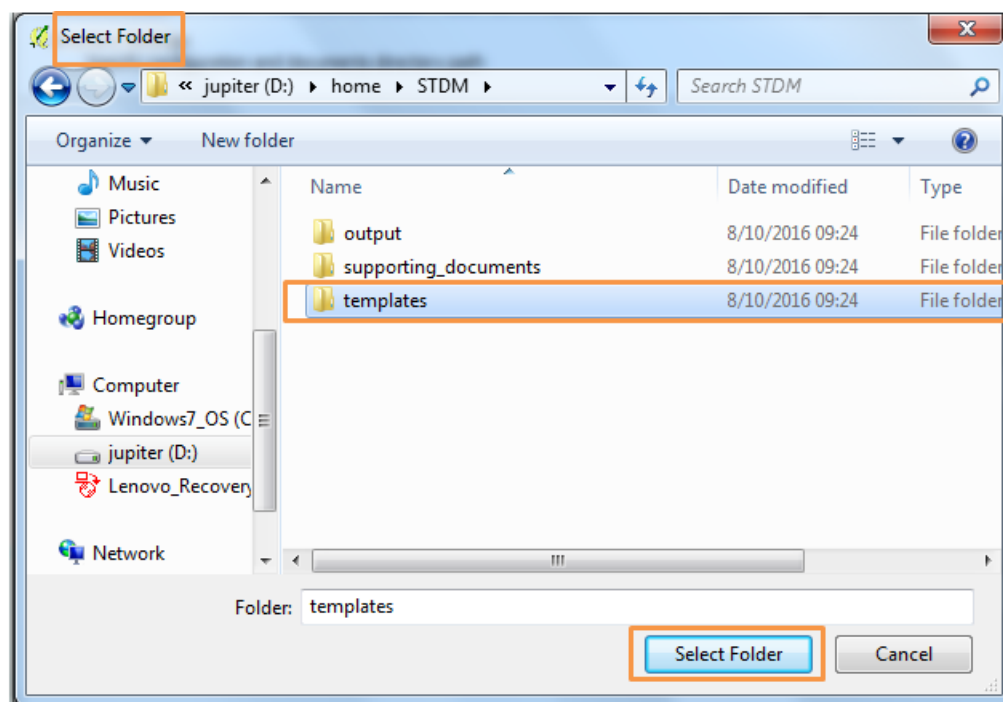 Select Folder
« jupiter (D:) home STDM Search STDM
Organize New folder
Music
Pictures
Videos
Homegroup
Computer
Windows7_OS (C
jupiter (D:)
Lenovo_Recovery
Network
Name Date modified Type
output 8/10/2016 09:24 File folder
supporting_documents 8/10/2016 09:24 File folder
templates 8/10/2016 09:24 File folder
Folder: templates
Select Folder Cancel